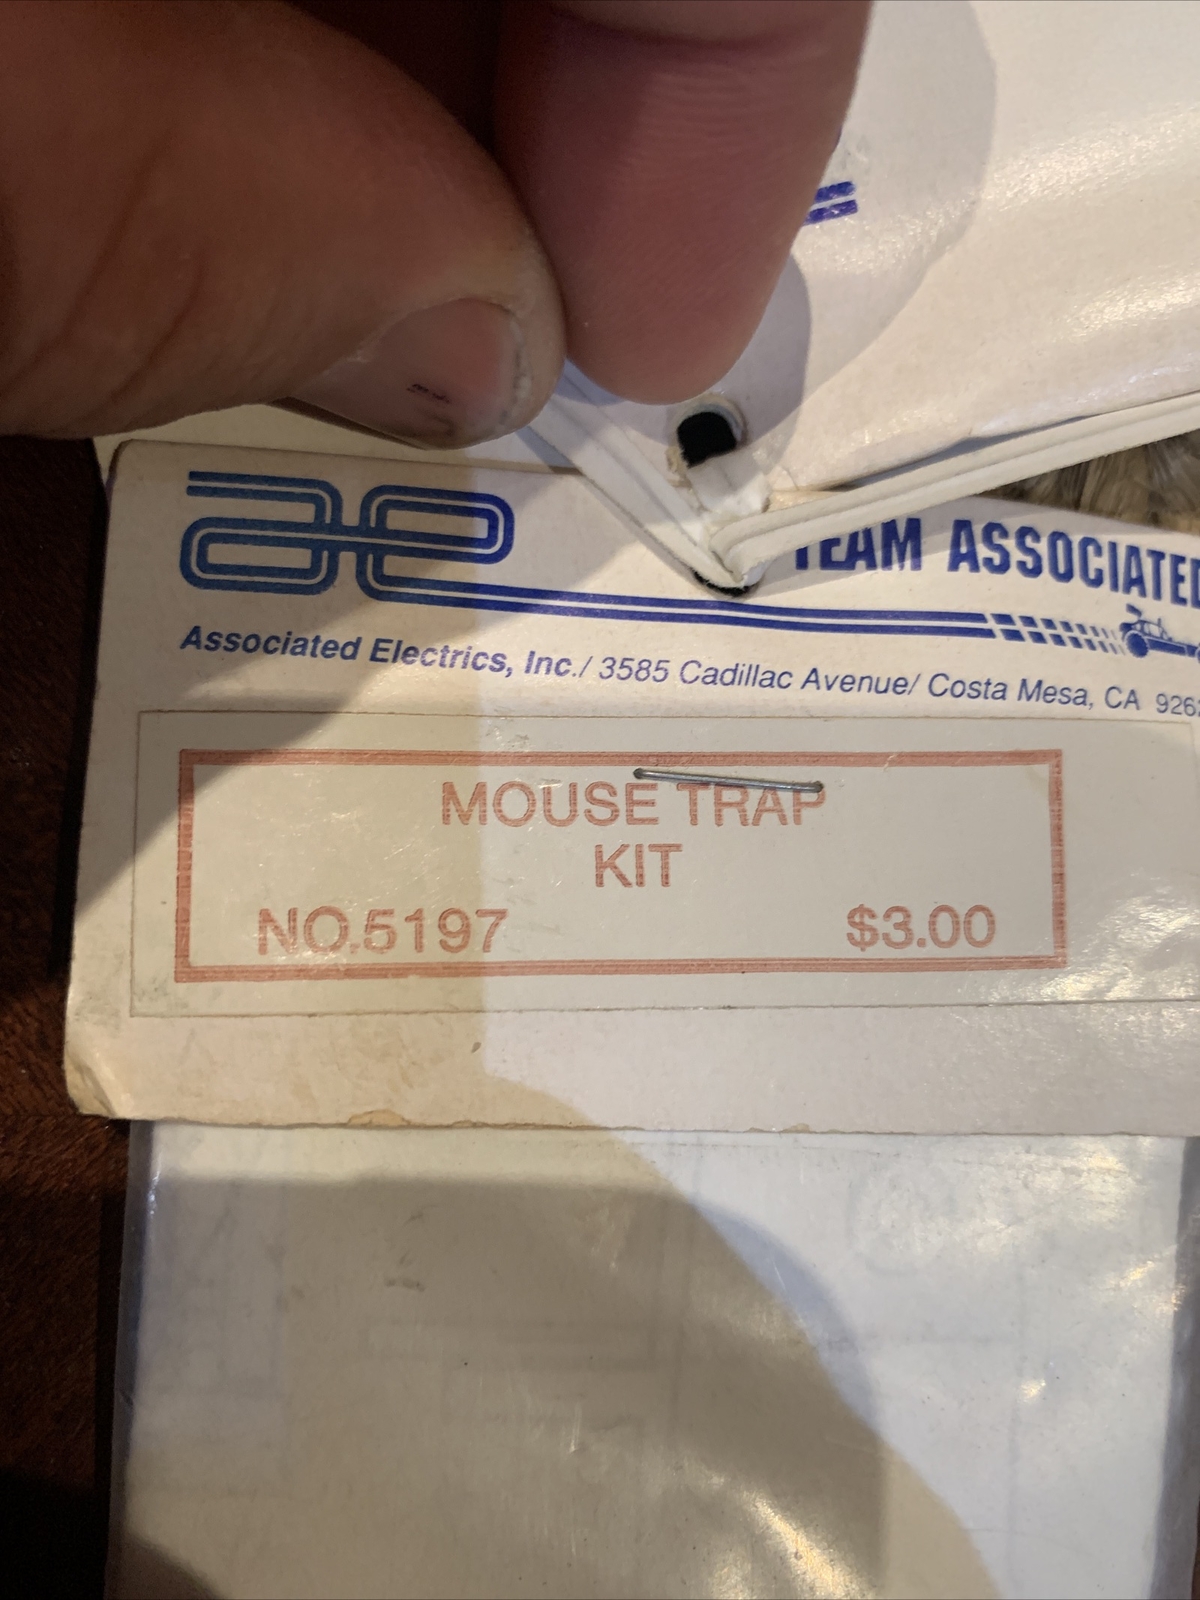 ae
TEAM ASSOCIATED
Associated Electrics, Inc./ 3585 Cadillac Avenue/ Costa Mesa, CA
MOUSE TRAP
KIT
NO.5197 $3.00